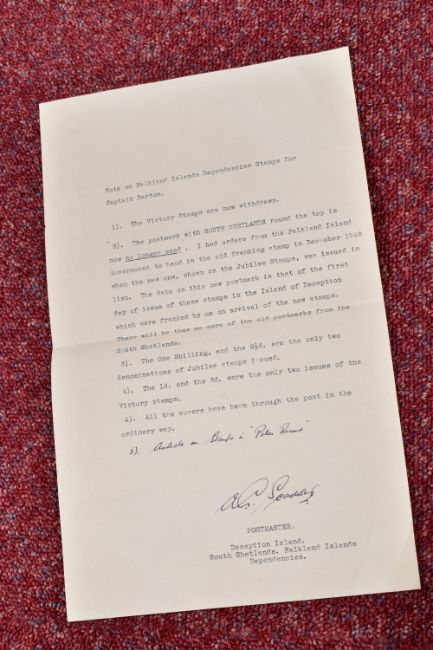 Note on Falkland Islands Dependencies Stamps for
Captain Barton.
1). The Victory Stamps are now withdrawn.
2). The postmark with SOUTH SHETLANDS round the top is
now no longer used . I had orders from the Falkland Island
Government to hand in the old franking stamp in December 1948
when the new one, shown on the Jubilee Stamps, was issued in
lieu. The date on this new postmark is that of the first
day of issue of these stamps in the Island of Deception
which were franked by me on arrival of the new stamps.
There will be thus no more of the old postmarks from the
South Shetlands.
3). The One Shilling, and the 2½d. are the only two
denominations of Jubilee stamps issued.
4). The 1d. and the 3d. were the only two issues of the
Victory stamps.
4). All the covers have been through the post in the
ordinary way.
5). Article on Stamps in "Polar Record"
POSTMASTER.
Deception Island.
South Shetlands. Falkland Islands
Dependencies.